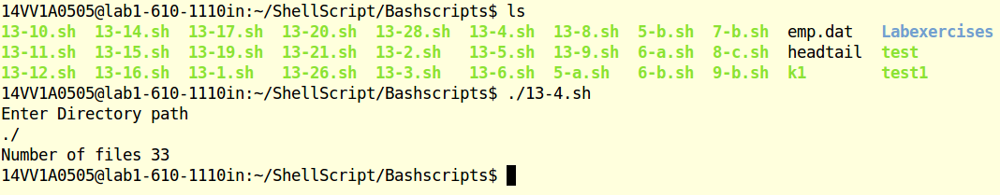 14VV1A0505@lab1-610-1110in:~/ShellScript/Bashscripts$ ls
13-10.sh  13-14.sh  13-17.sh  13-20.sh  13-28.sh  13-4.sh  13-8.sh  5-b.sh  7-b.sh  emp.dat   Labexercises
13-11.sh  13-15.sh  13-19.sh  13-21.sh  13-2.sh   13-5.sh  13-9.sh  6-a.sh  8-c.sh  headtail  test
13-12.sh  13-16.sh  13-1.sh   13-26.sh  13-3.sh   13-6.sh  5-a.sh   6-b.sh  9-b.sh  k1        test1
14VV1A0505@lab1-610-1110in:~/ShellScript/Bashscripts$ ./13-4.sh
Enter Directory path
./
Number of files 33
14VV1A0505@lab1-610-1110in:~/ShellScript/Bashscripts$